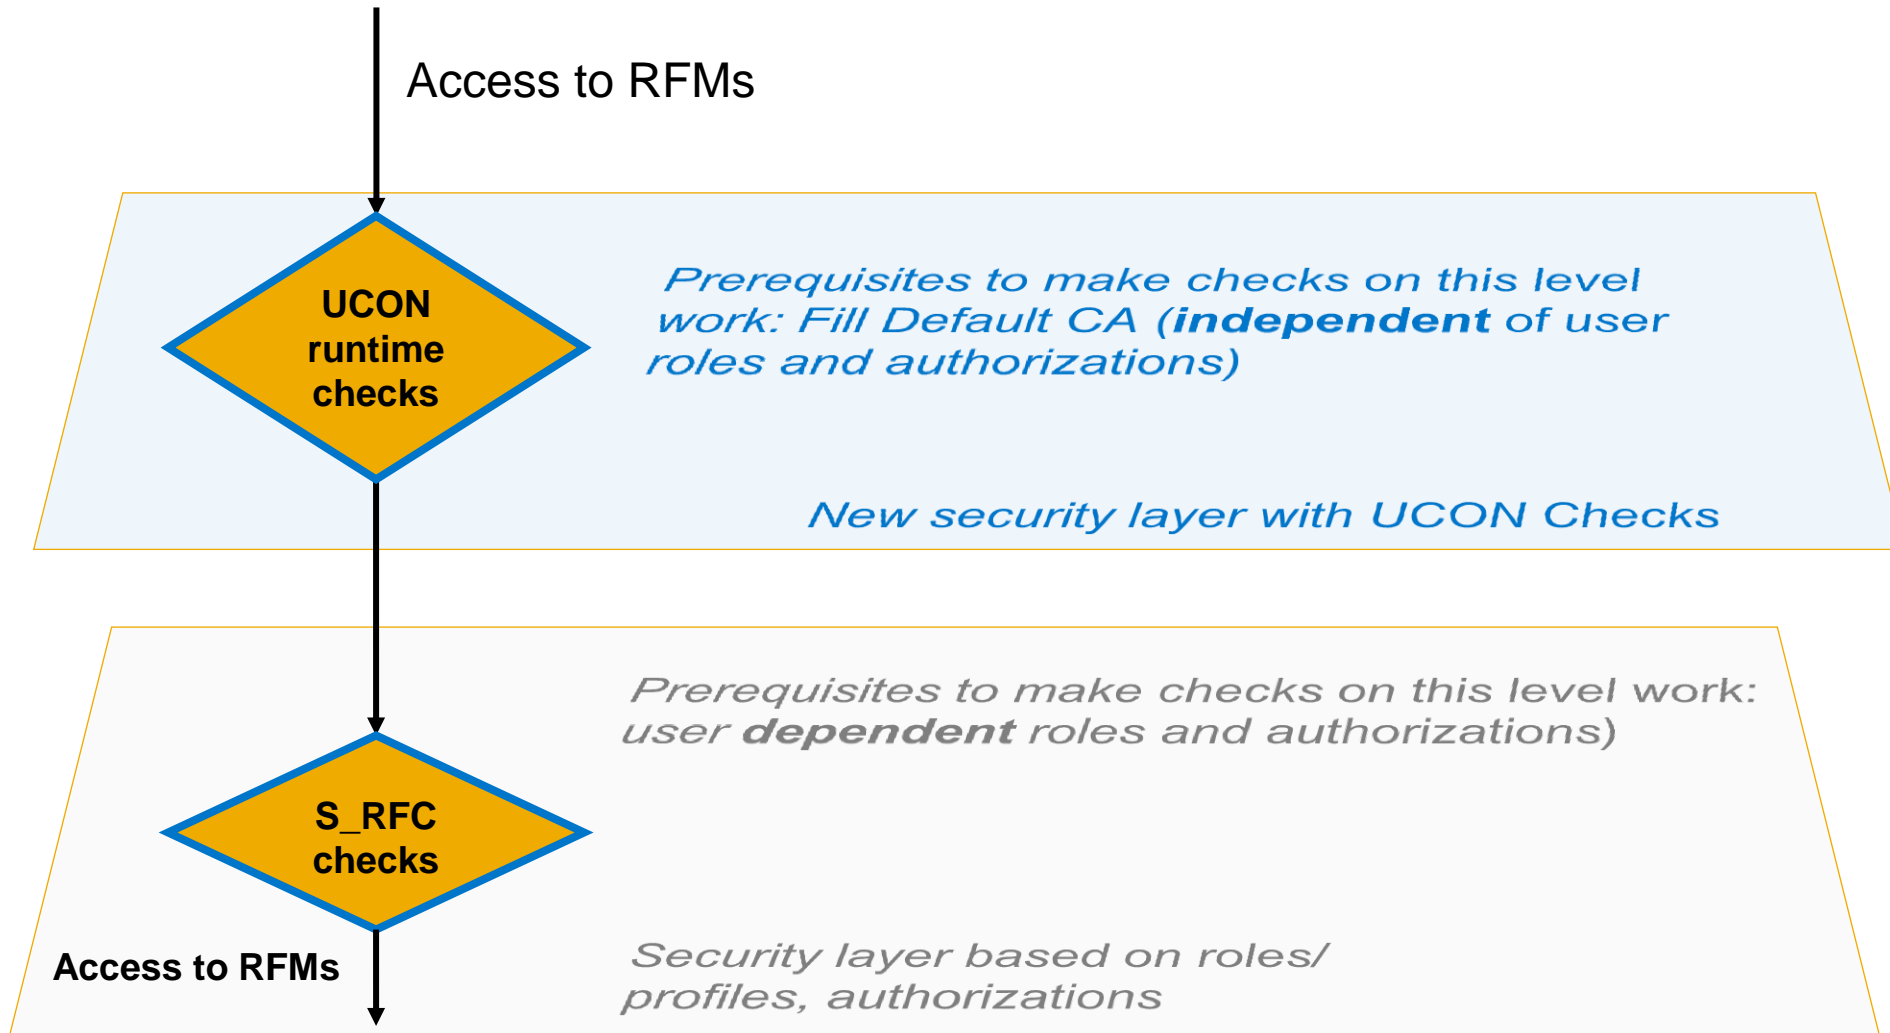 Access to RFMs
UCON
runtime
checks
Prerequisites to make checks on this level
work: Fill Default CA (independent of user
roles and authorizations)
New security layer with UCON Checks
Prerequisites to make checks on this level work:
user dependent roles and authorizations)
S_RFC
checks
Access to RFMs
Security layer based on roles/
profiles, authorizations